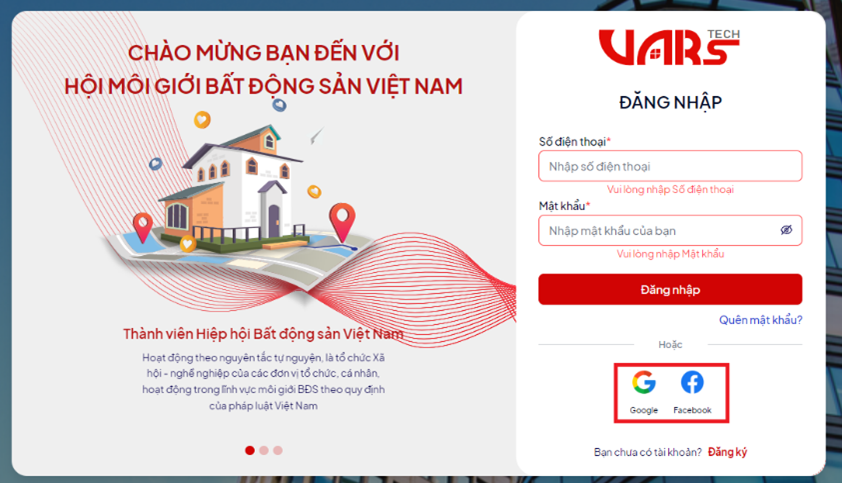 CHÀO MỪNG BẠN ĐẾN VỚI
HỘI MÔI GIỚI BẤT ĐỘNG SẢN VIỆT NAM
Thành viên Hiệp hội Bất động sản Việt Nam
Hoạt động theo nguyên tắc tự nguyện, là tổ chức Xã
hội - nghề nghiệp của các đơn vị tổ chức, cá nhân,
hoạt động trong lĩnh vực môi giới BĐS theo quy định
của pháp luật Việt Nam
VARS TECH
ĐĂNG NHẬP
Số điện thoại*
Nhập số điện thoại
Vui lòng nhập Số điện thoại
Mật khẩu*
Nhập mật khẩu của bạn
Vui lòng nhập Mật khẩu
Đăng nhập
Quên mật khẩu?
Hoặc
Google Facebook
Bạn chưa có tài khoản? Đăng ký